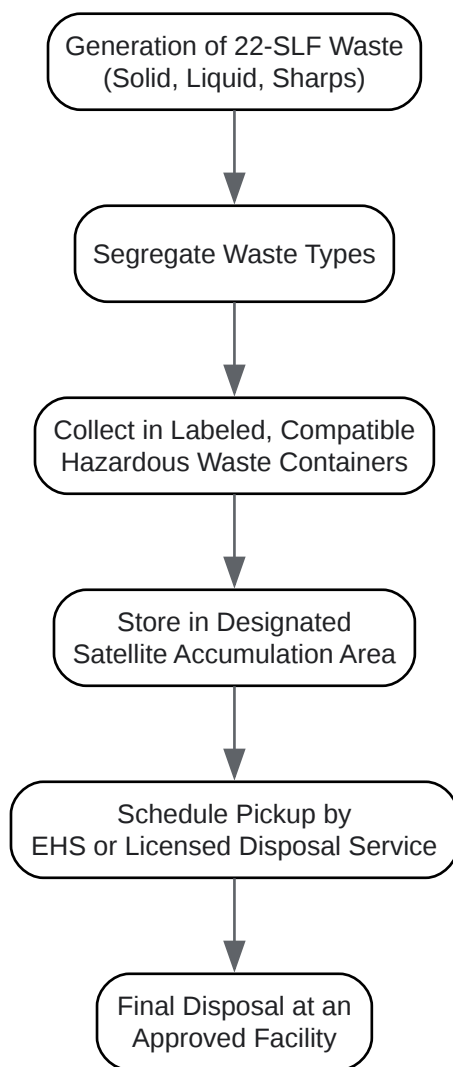 Generation of 22-SLF Waste
(Solid, Liquid, Sharps)
Segregate Waste Types
Collect in Labeled, Compatible
Hazardous Waste Containers
Store in Designated
Satellite Accumulation Area
Schedule Pickup by
EHS or Licensed Disposal Service
Final Disposal at an
Approved Facility